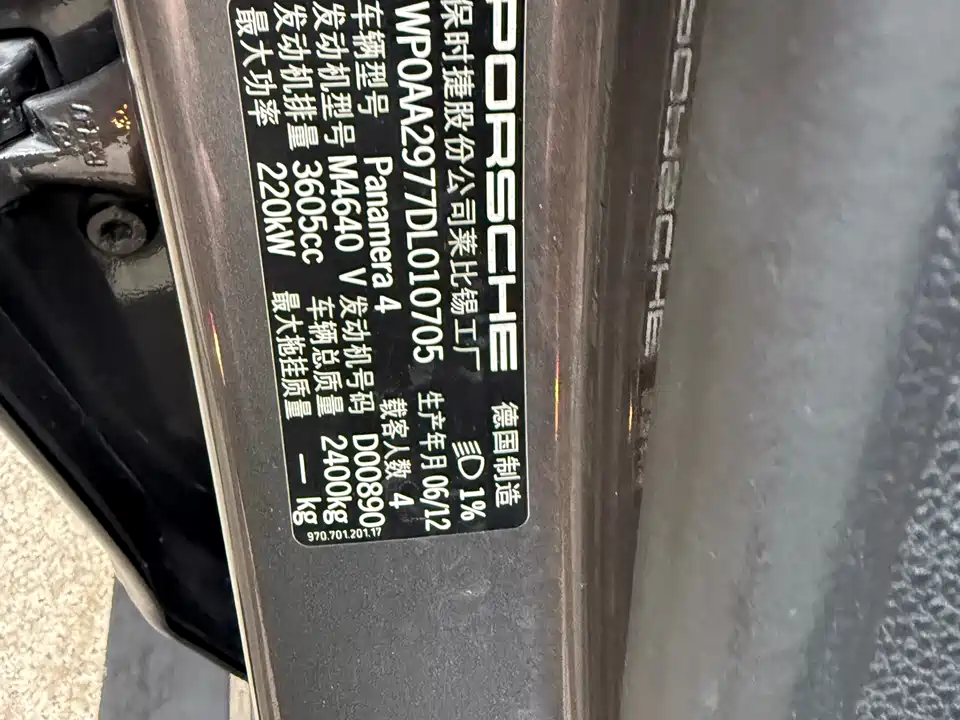 PORSCHE 德国制造
保时捷股份公司莱比锡工厂 1%
WP0AA2977DL010705 生产年月 06/12
车辆型号 Panamera 4 载客人数 4
发动机型号 M4640 V 发动机号码 D00890
发动机排量 3605cc 车辆总质量 2400kg
最大功率 220kW 最大拖挂质量 — kg
970.701.201.17